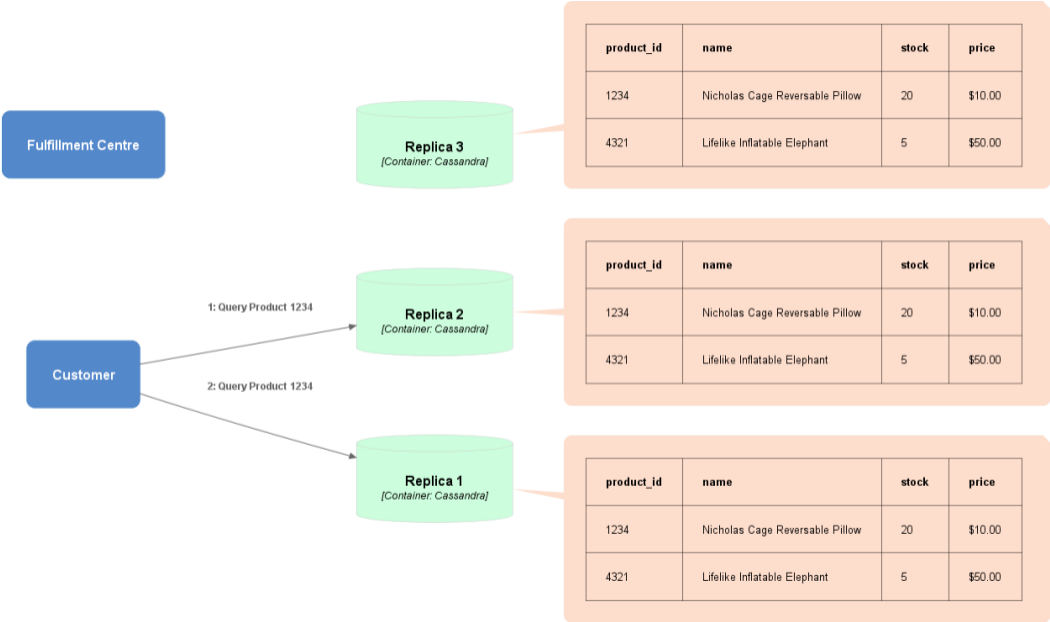 Fulfillment Centre
Replica 3
[Container: Cassandra]
product_id name stock price
1234 Nicholas Cage Reversable Pillow 20 $10.00
4321 Lifelike Inflatable Elephant 5 $50.00
1: Query Product 1234
Replica 2
[Container: Cassandra]
product_id name stock price
1234 Nicholas Cage Reversable Pillow 20 $10.00
4321 Lifelike Inflatable Elephant 5 $50.00
Customer
2: Query Product 1234
Replica 1
[Container: Cassandra]
product_id name stock price
1234 Nicholas Cage Reversable Pillow 20 $10.00
4321 Lifelike Inflatable Elephant 5 $50.00